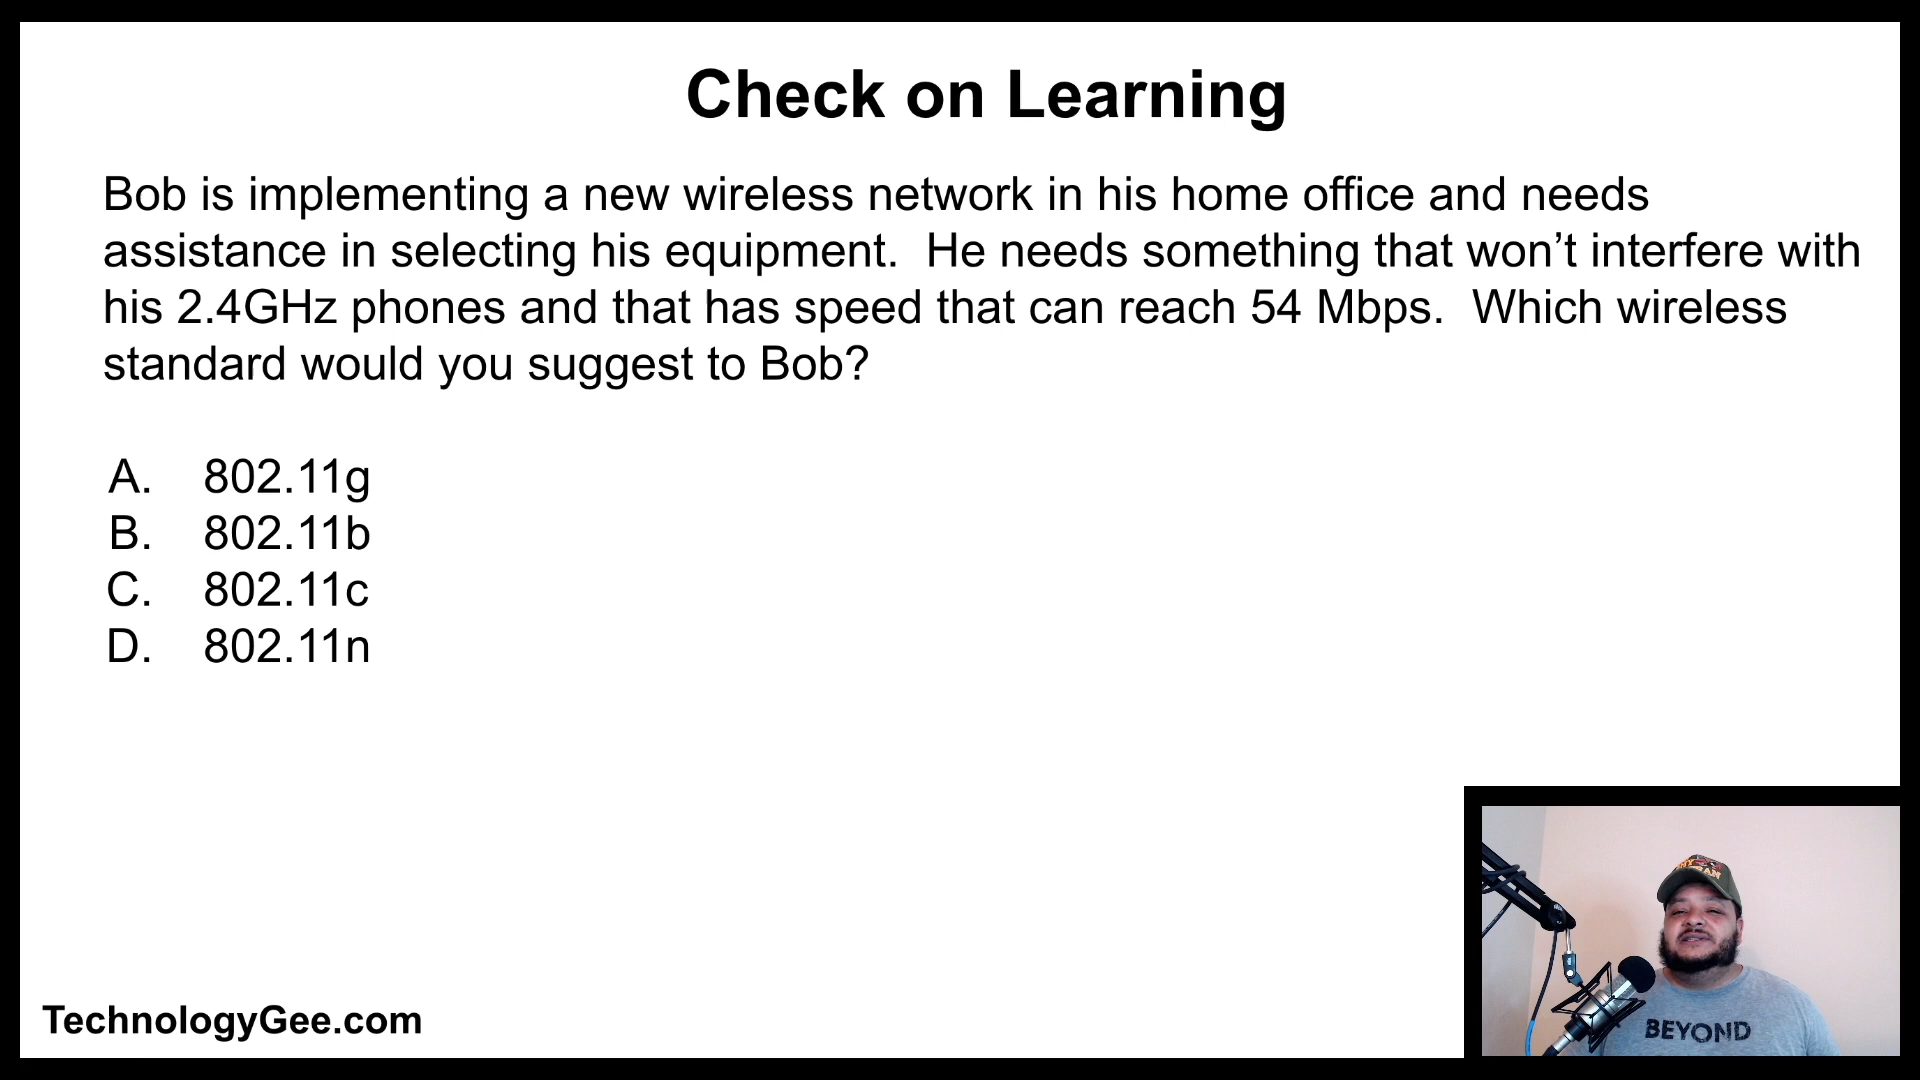 Check on Learning
Bob is implementing a new wireless network in his home office and needs
assistance in selecting his equipment.  He needs something that won’t interfere with
his 2.4GHz phones and that has speed that can reach 54 Mbps.  Which wireless
standard would you suggest to Bob?
A. 802.11g
B. 802.11b
C. 802.11c
D. 802.11n
TechnologyGee.com
BEYOND